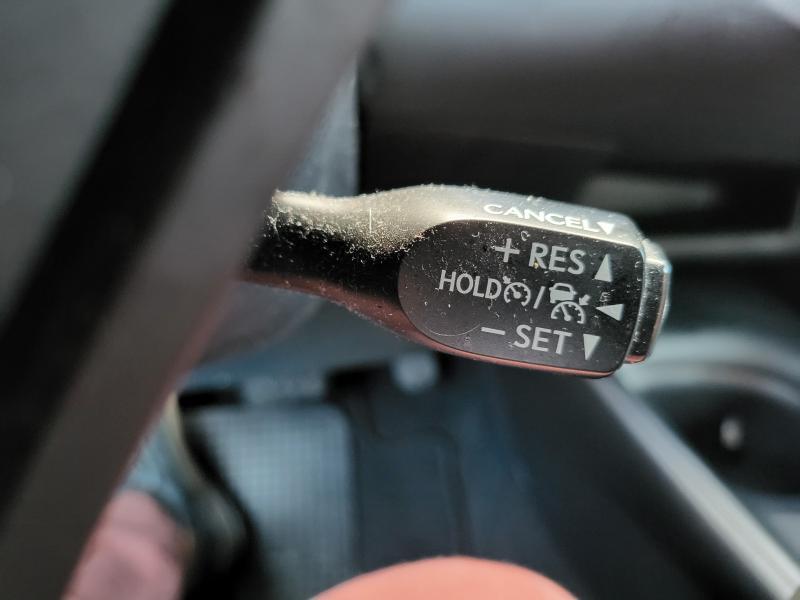 CANCEL▼
+ RES ▲
HOLD / ◀
− SET ▼